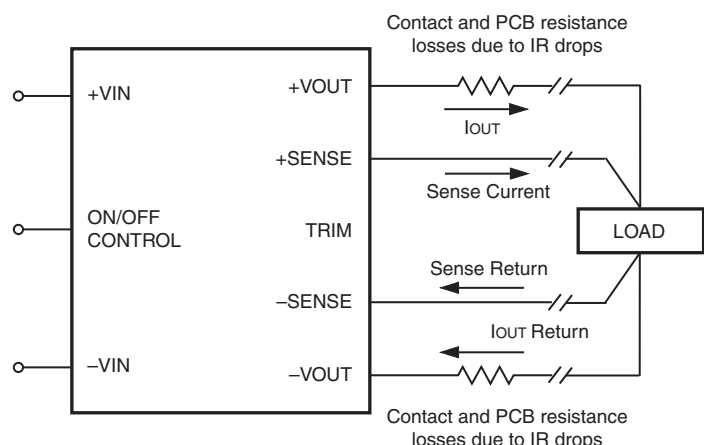 Contact and PCB resistance
losses due to IR drops
+VIN
+VOUT
IOUT
+SENSE
Sense Current
ON/OFF
CONTROL
TRIM
LOAD
Sense Return
–SENSE
IOUT Return
–VIN
–VOUT
Contact and PCB resistance
losses due to IR drops